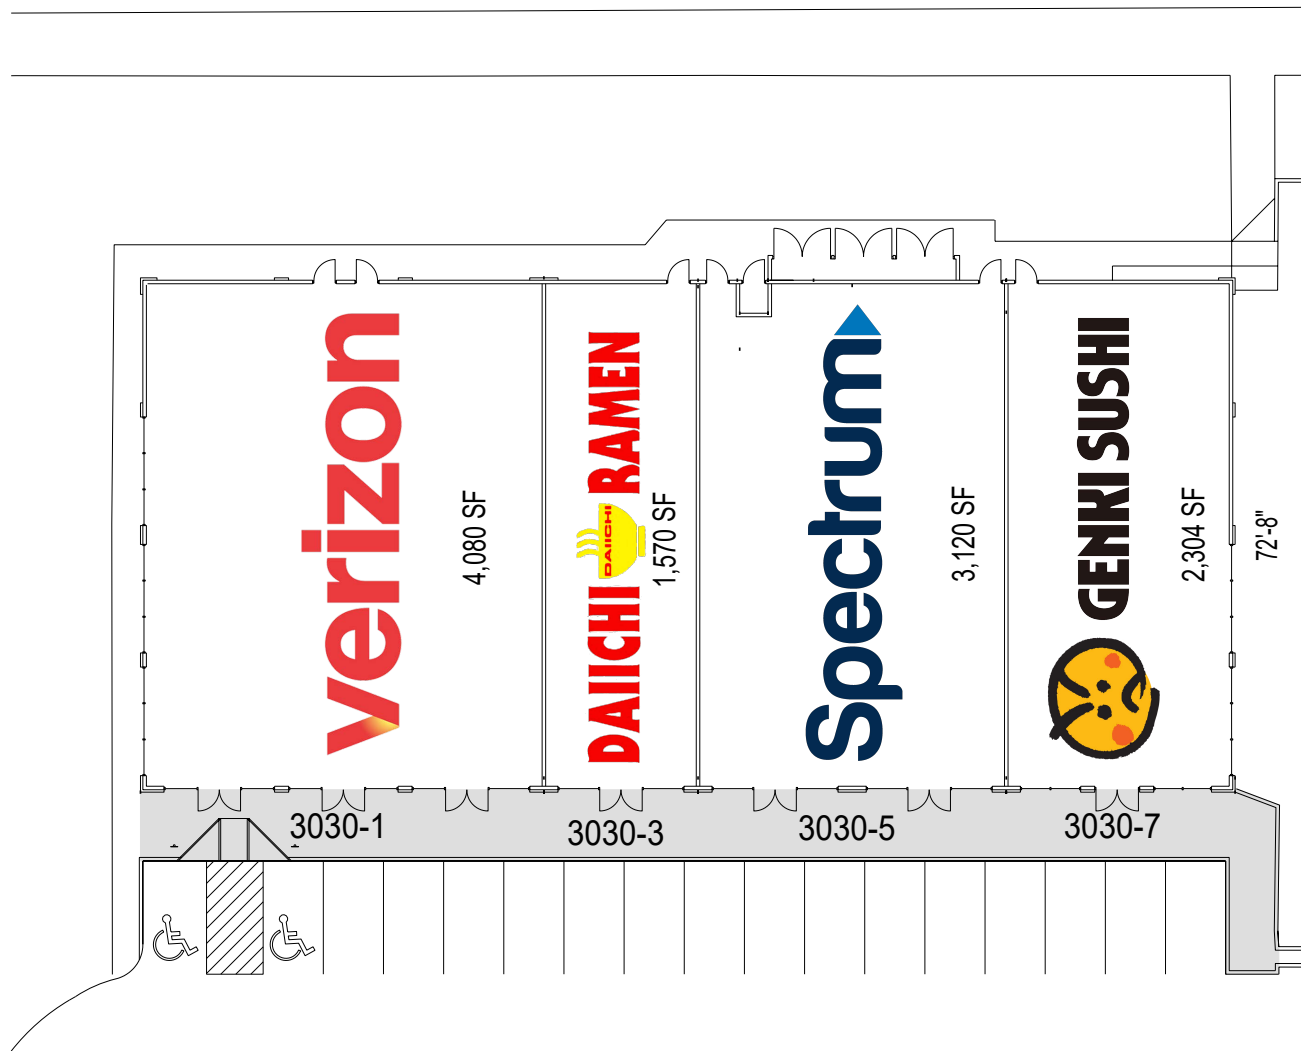 verizon
4,080 SF
DAIICHI DAIICHI RAMEN
1,570 SF
Spectrum
3,120 SF
GENKI SUSHI
2,304 SF
72'-8"
3030-1
3030-3
3030-5
3030-7